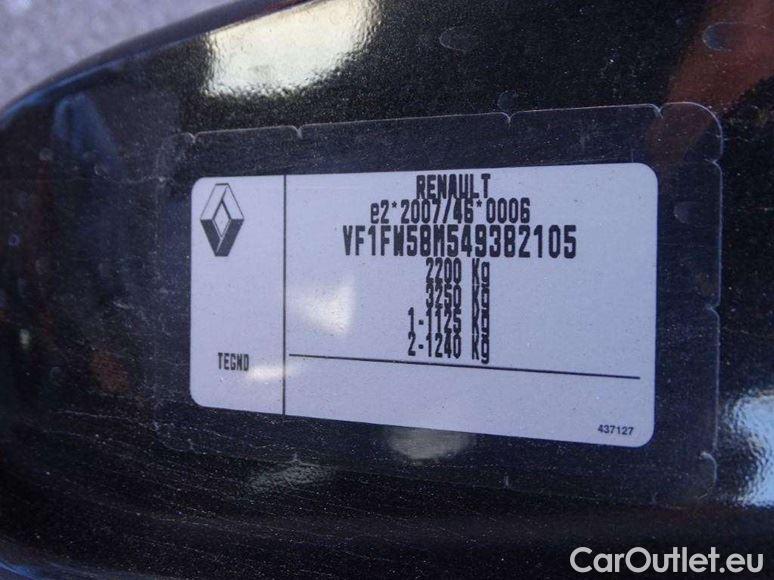 RENAULT
e2*2007/46*0006
VF1FW58M549382105
2200 Kg
3250 Kg
1-1125 Kg
2-1240 Kg
TEGND
437127
CarOutlet.eu